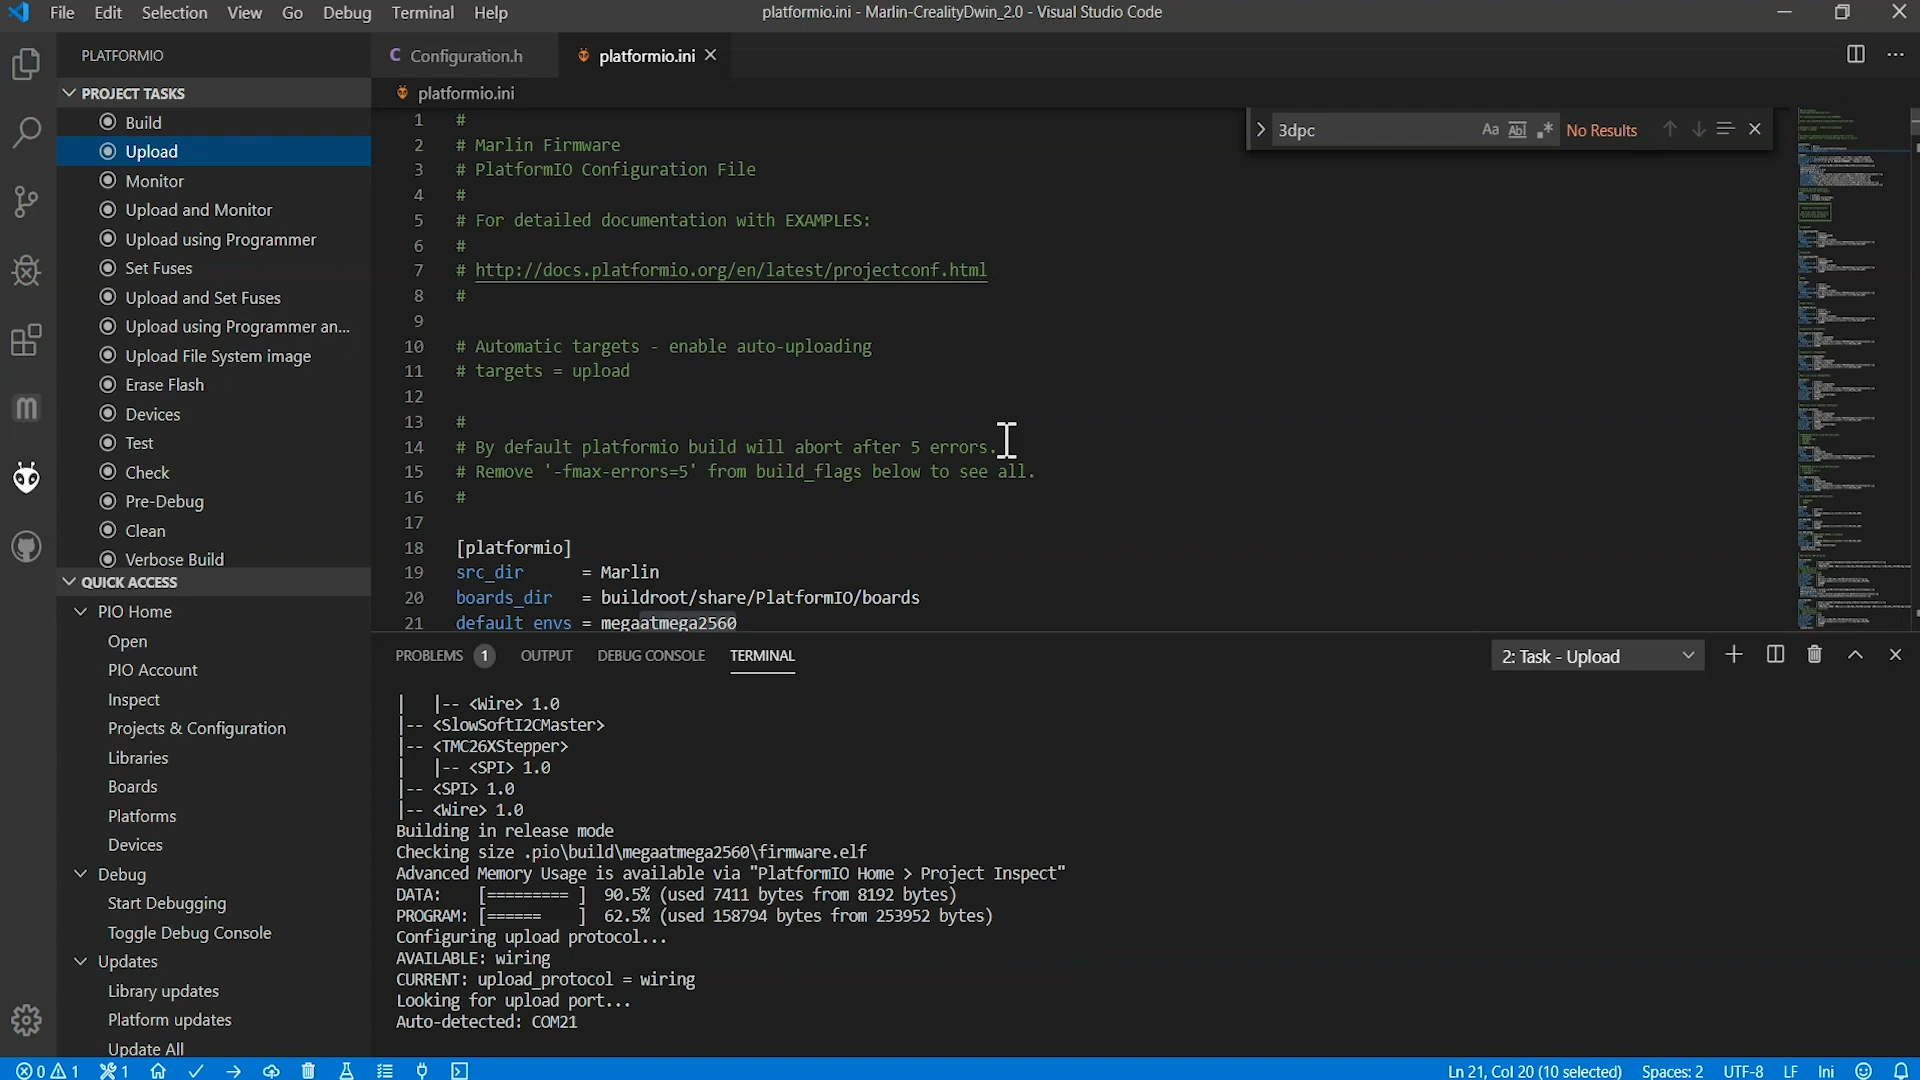 File Edit Selection View Go Debug Terminal Help
platformio.ini - Marlin-CrealityDwin_2.0 - Visual Studio Code
PLATFORMIO
PROJECT TASKS
Build
Upload
Monitor
Upload and Monitor
Upload using Programmer
Set Fuses
Upload and Set Fuses
Upload using Programmer an...
Upload File System image
Erase Flash
Devices
Test
Check
Pre-Debug
Clean
Verbose Build
QUICK ACCESS
PIO Home
Open
PIO Account
Inspect
Projects & Configuration
Libraries
Boards
Platforms
Devices
Debug
Start Debugging
Toggle Debug Console
Updates
Library updates
Platform updates
Update All
C Configuration.h
platformio.ini
platformio.ini
3dpc Aa Abl .* No Results
1 #
2 # Marlin Firmware
3 # PlatformIO Configuration File
4 #
5 # For detailed documentation with EXAMPLES:
6 #
7 # http://docs.platformio.org/en/latest/projectconf.html
8 #
9
10 # Automatic targets - enable auto-uploading
11 # targets = upload
12
13 #
14 # By default platformio build will abort after 5 errors.
15 # Remove '-fmax-errors=5' from build_flags below to see all.
16 #
17
18 [platformio]
19 src_dir = Marlin
20 boards_dir = buildroot/share/PlatformIO/boards
21 default_envs = megaatmega2560
PROBLEMS 1 OUTPUT DEBUG CONSOLE TERMINAL
2: Task - Upload
| |-- <Wire> 1.0
|-- <SlowSoftI2CMaster>
|-- <TMC26XStepper>
| |-- <SPI> 1.0
|-- <SPI> 1.0
|-- <Wire> 1.0
Building in release mode
Checking size .pio\build\megaatmega2560\firmware.elf
Advanced Memory Usage is available via "PlatformIO Home > Project Inspect"
DATA: [========= ] 90.5% (used 7411 bytes from 8192 bytes)
PROGRAM: [====== ] 62.5% (used 158794 bytes from 253952 bytes)
Configuring upload protocol...
AVAILABLE: wiring
CURRENT: upload_protocol = wiring
Looking for upload port...
Auto-detected: COM21
0 1 1
Ln 21, Col 20 (10 selected) Spaces: 2 UTF-8 LF Ini